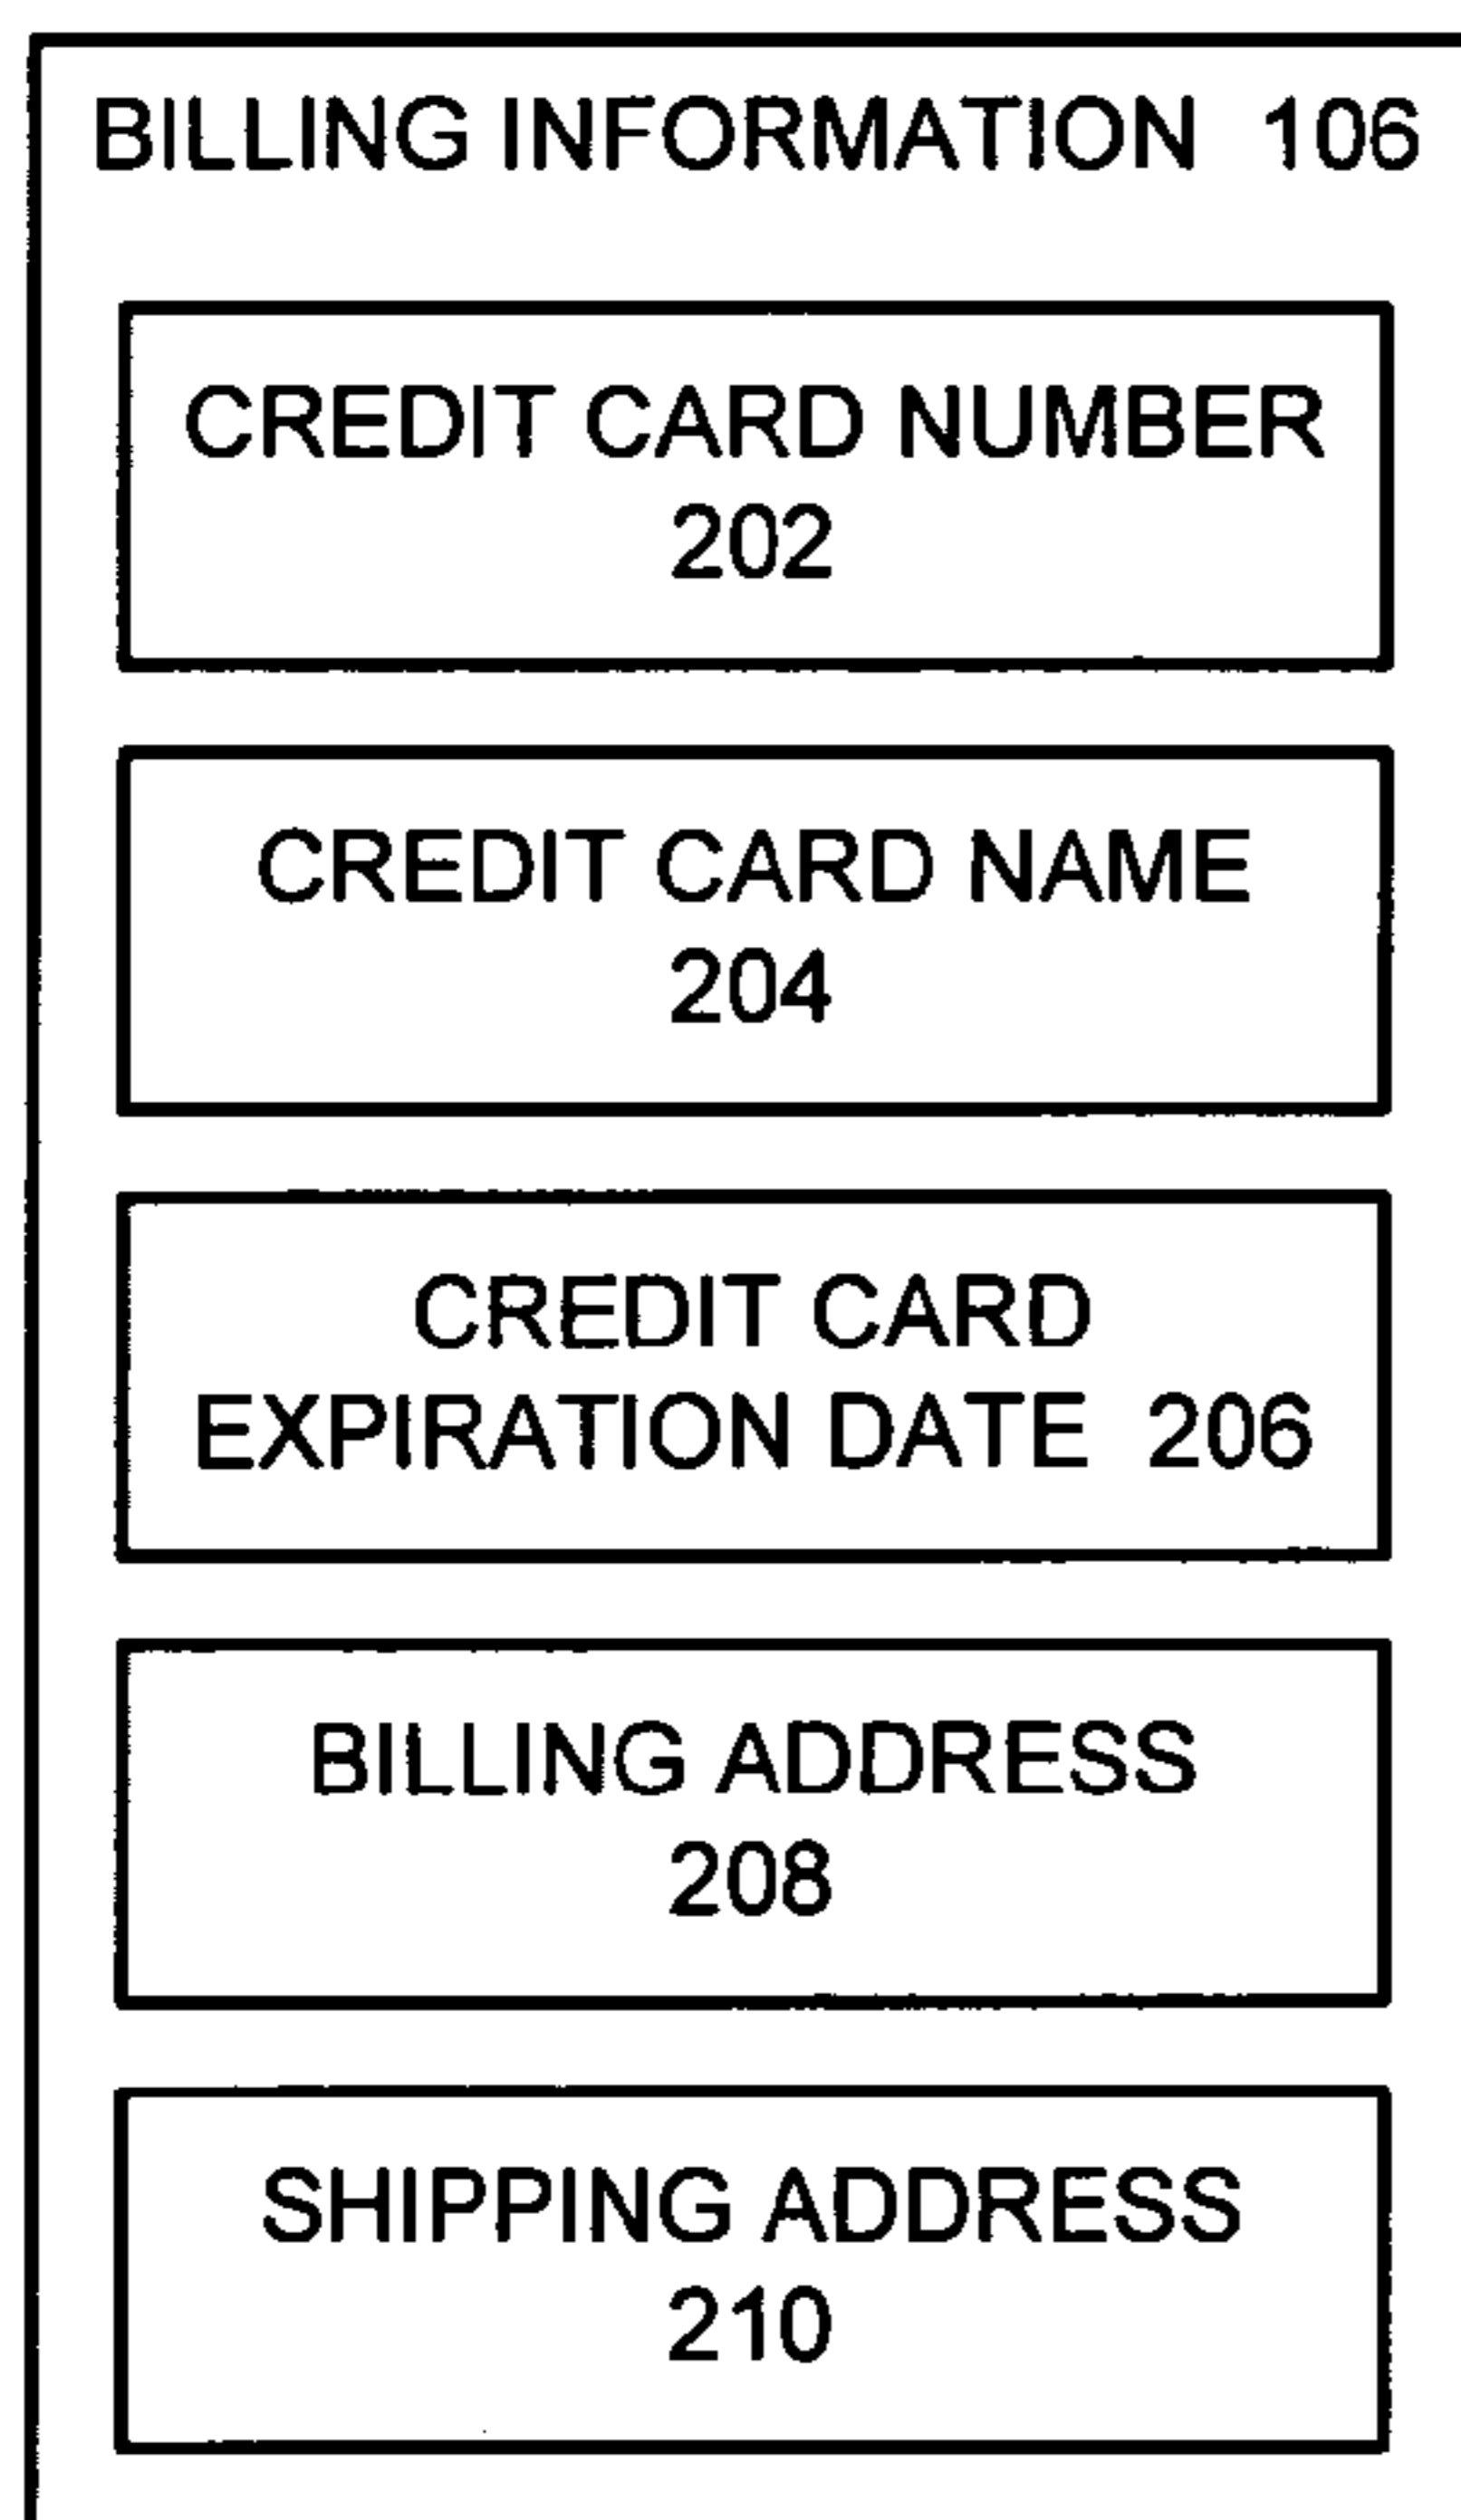 BILLING INFORMATION 106
CREDIT CARD NUMBER
202
CREDIT CARD NAME
204
CREDIT CARD
EXPIRATION DATE 206
BILLING ADDRESS
208
SHIPPING ADDRESS
210